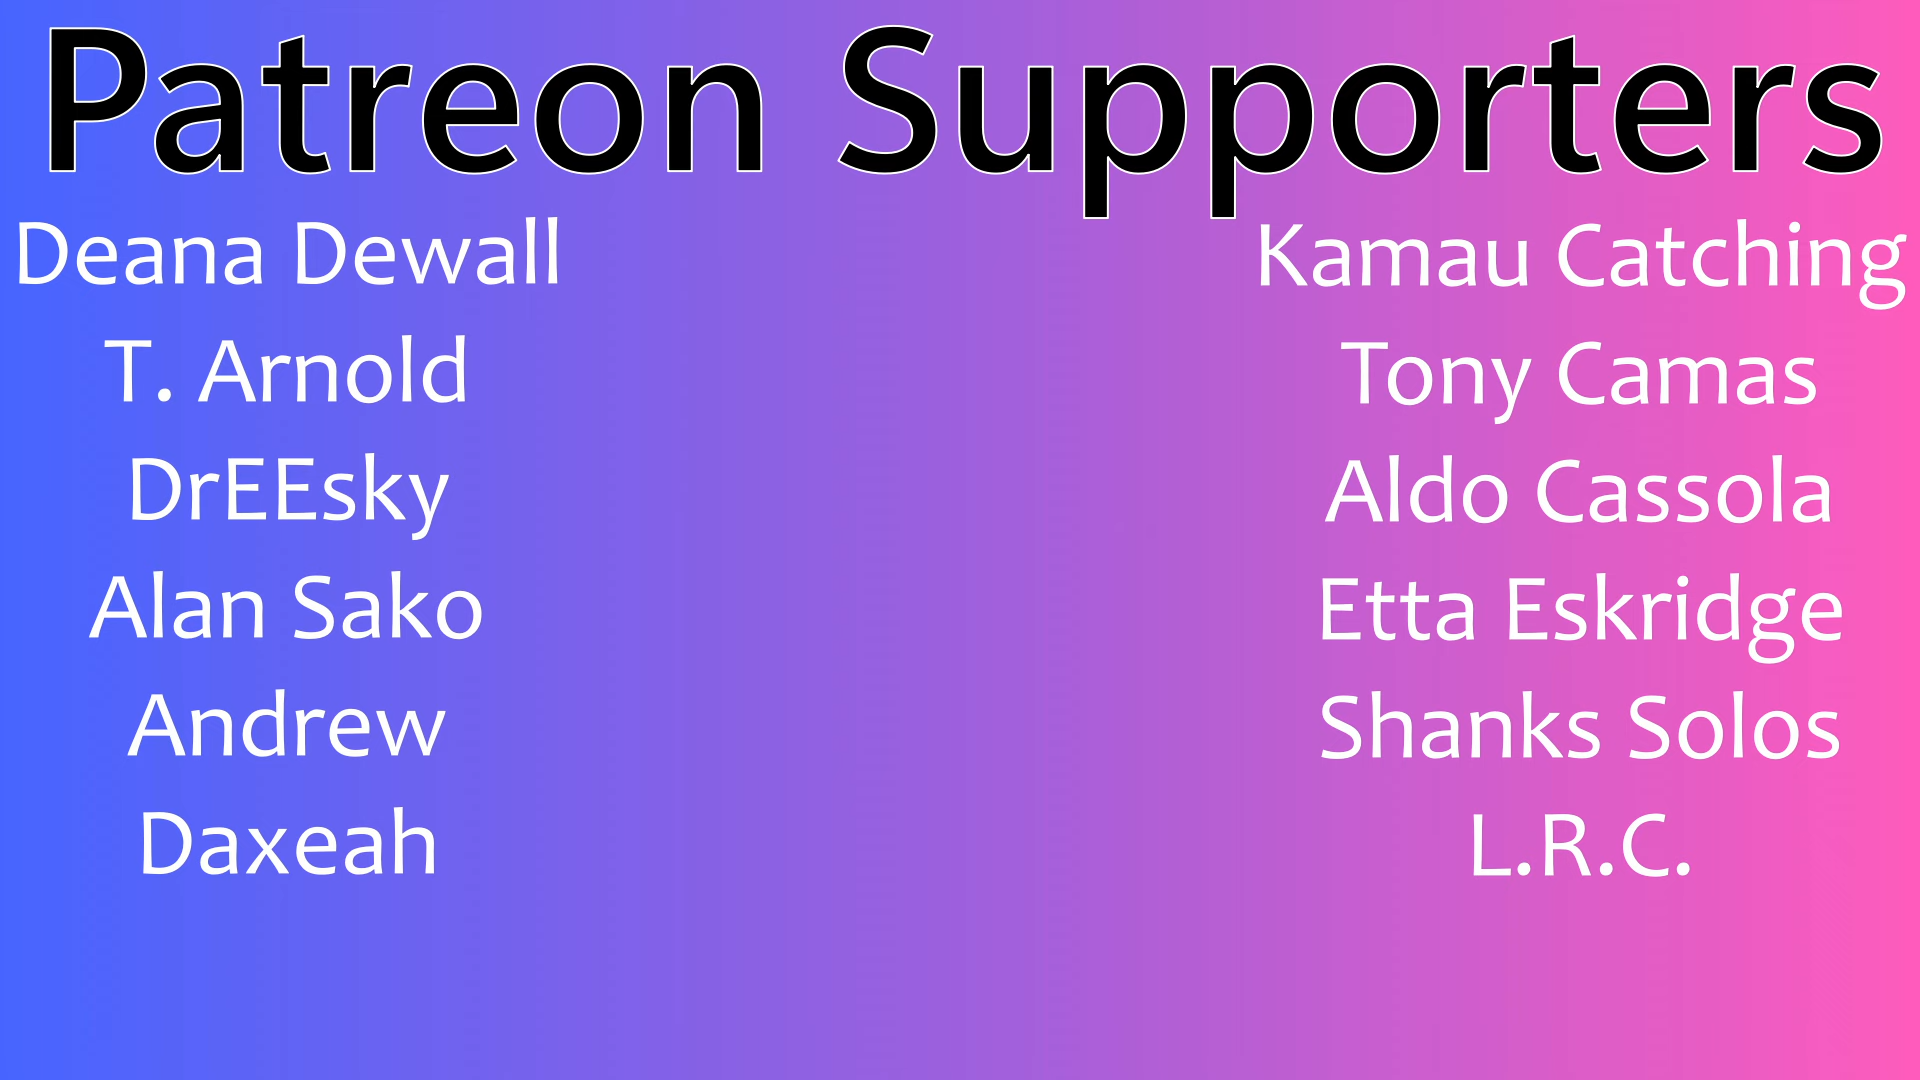 Patreon Supporters
Deana Dewall
T. Arnold
DrEEsky
Alan Sako
Andrew
Daxeah
Kamau Catching
Tony Camas
Aldo Cassola
Etta Eskridge
Shanks Solos
L.R.C.